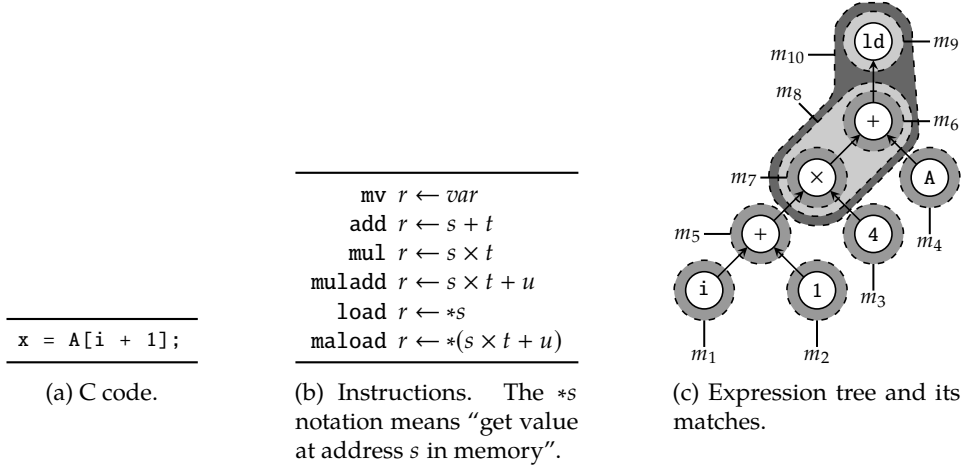 x = A[i + 1];
(a) C code.
mv r ← var
add r ← s + t
mul r ← s × t
muladd r ← s × t + u
load r ← *s
maload r ← *(s × t + u)
(b) Instructions. The *s
notation means “get value
at address s in memory”.
ld
m9
m10
m8
+
m6
m7
×
A
m4
m5
+
4
m3
i
1
m1
m2
(c) Expression tree and its
matches.